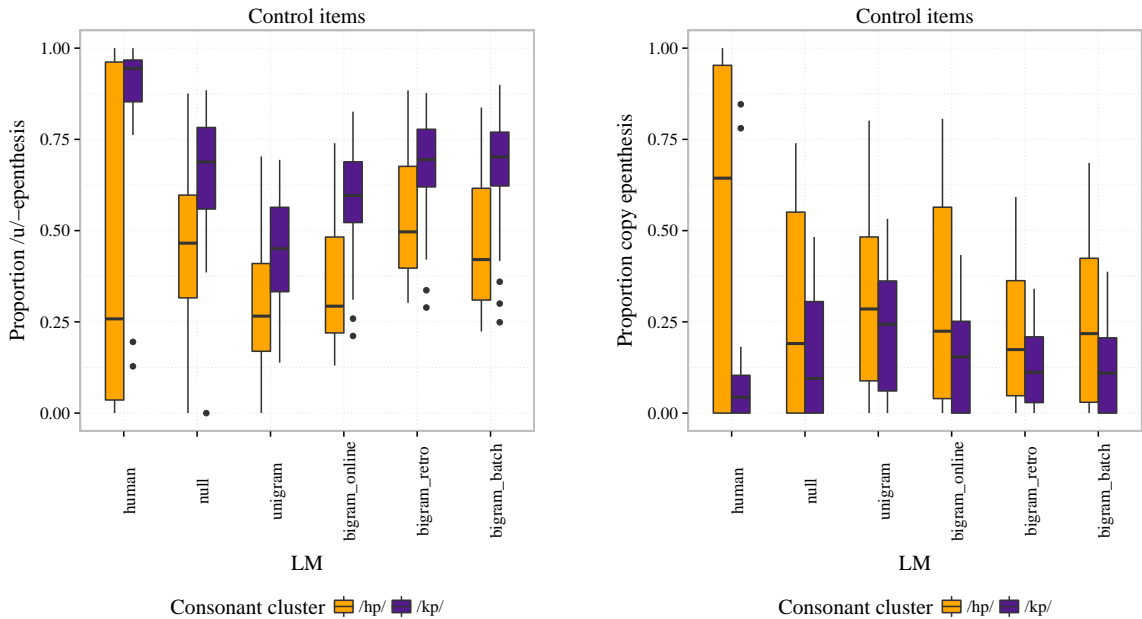 Control items
Proportion /u/−epenthesis
1.00
0.75
0.50
0.25
0.00
human
null
unigram
bigram_online
bigram_retro
bigram_batch
LM
Consonant cluster /hp/ /kp/
Control items
Proportion copy epenthesis
1.00
0.75
0.50
0.25
0.00
human
null
unigram
bigram_online
bigram_retro
bigram_batch
LM
Consonant cluster /hp/ /kp/